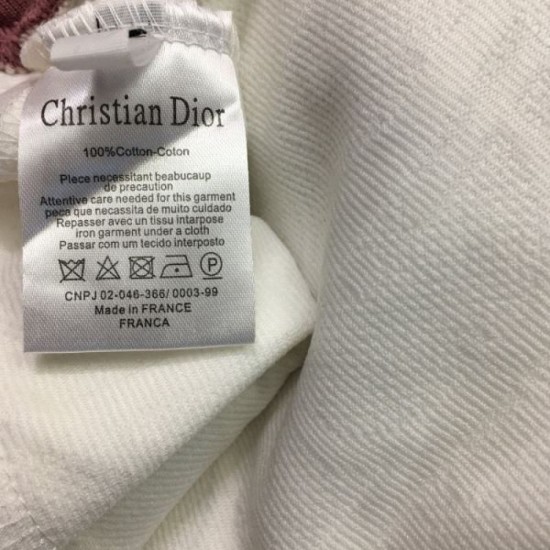 Christian Dior
100%Cotton-Coton
Piece necessitant beabucaup
de precaution
Attentive care needed for this garment
peca que necassita de muito cuidado
Repasser avec un tissu interpose
iron garment under a cloth
Passar com um tecido interposto
P
CNPJ 02-046-366/ 0003-99
Made in FRANCE
FRANCA